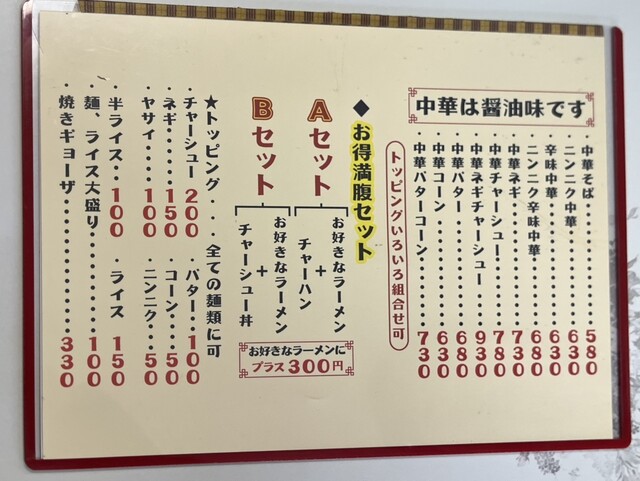 中華は醤油味です
中華そば・・・・・・・580
ニンニク中華・・・・・・630
辛味中華・・・・・・・630
ニンニク辛味中華・・・・680
中華ネギ・・・・・・・730
中華チャーシュー・・・・780
中華ネギチャーシュー・・・930
中華バター・・・・・・・680
中華コーン・・・・・・・630
中華バターコーン・・・・730
トッピングいろいろ組合せ可
◆お得満腹セット
Aセット
お好きなラーメン
+
チャーハン
Bセット
お好きなラーメン
+
チャーシュー丼
お好きなラーメンに
プラス300円
★トッピング・・・全ての麺類に可
・チャーシュー 200 ・バター・・・100
・ネギ・・・・・・150 ・コーン・・・50
・ヤサイ・・・・100 ・ニンニク・・・50
・半ライス・・100 ・ライス 150
・麺、ライス大盛り・・・・・・100
・焼きギョーザ・・・・・・・・330